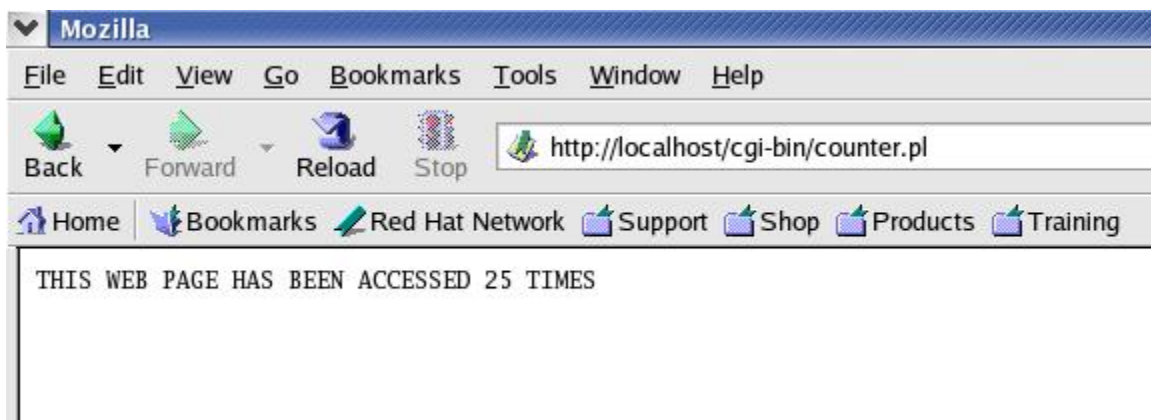 Mozilla
File Edit View Go Bookmarks Tools Window Help
Back Forward Reload Stop http://localhost/cgi-bin/counter.pl
Home Bookmarks Red Hat Network Support Shop Products Training
THIS WEB PAGE HAS BEEN ACCESSED 25 TIMES